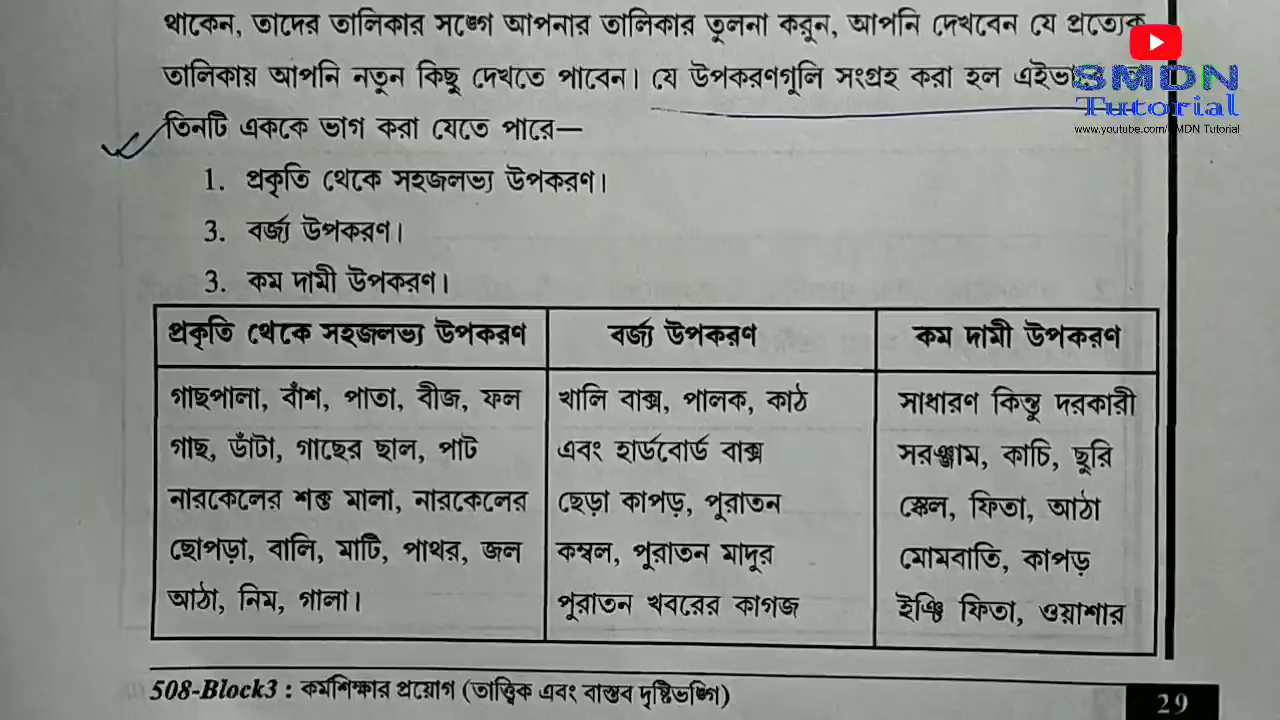 থাকেন, তাদের তালিকার সঙ্গে আপনার তালিকার তুলনা করুন, আপনি দেখবেন যে প্রত্যেক
তালিকায় আপনি নতুন কিছু দেখতে পাবেন। যে উপকরণগুলি সংগ্রহ করা হল
SMDN
Tutorial
www.youtube.com/ MDN Tutorial
তিনটি এককে ভাগ করা যেতে পারে—
1. প্রকৃতি থেকে সহজলভ্য উপকরণ।
3. বর্জ্য উপকরণ।
3. কম দামী উপকরণ।
প্রকৃতি থেকে সহজলভ্য উপকরণ বর্জ্য উপকরণ কম দামী উপকরণ
গাছপালা, বাঁশ, পাতা, বীজ, ফল খালি বাক্স, পালক, কাঠ সাধারণ কিন্তু দরকারী
গাছ, ডাঁটা, গাছের ছাল, পাট এবং হার্ডবোর্ড বাক্স সরঞ্জাম, কাচি, ছুরি
নারকেলের শক্ত মালা, নারকেলের ছেড়া কাপড়, পুরাতন স্কেল, ফিতা, আঠা
ছোপড়া, বালি, মাটি, পাথর, জল কম্বল, পুরাতন মাদুর মোমবাতি, কাপড়
আঠা, নিম, গালা। পুরাতন খবরের কাগজ ইঞ্চি ফিতা, ওয়াশার
508-Block3 : কর্মশিক্ষার প্রয়োগ (তাত্ত্বিক এবং বাস্তব দৃষ্টিভঙ্গি) 29